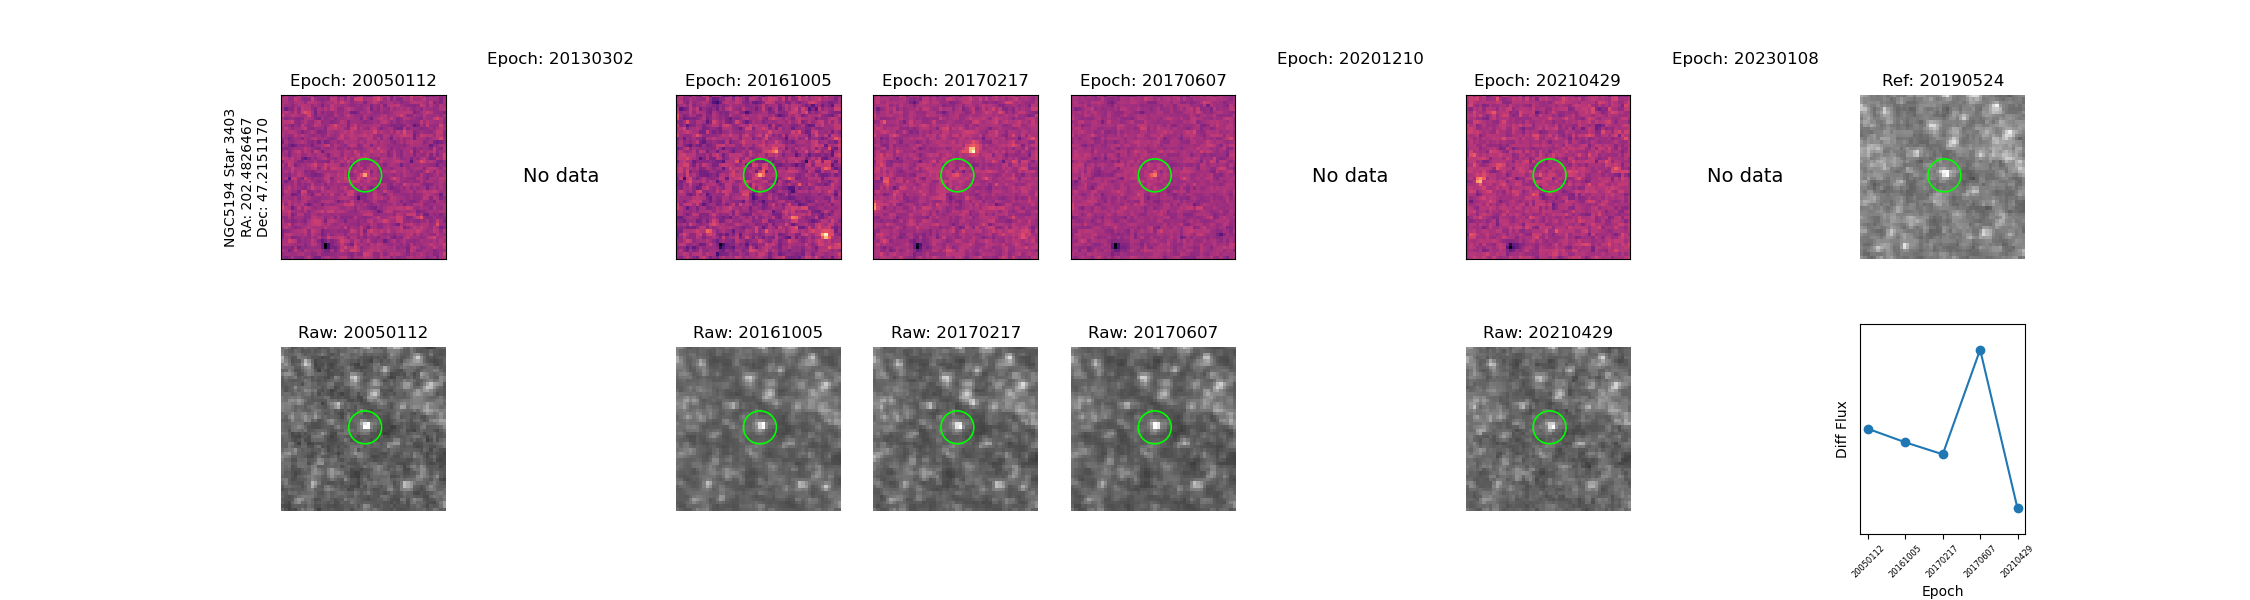 Epoch: 20130302
Epoch: 20201210
Epoch: 20230108
Epoch: 20050112
Epoch: 20161005
Epoch: 20170217
Epoch: 20170607
Epoch: 20210429
Ref: 20190524
NGC5194 Star 3403
RA: 202.4826467
Dec: 47.2151170
No data
No data
No data
Raw: 20050112
Raw: 20161005
Raw: 20170217
Raw: 20170607
Raw: 20210429
Diff Flux
20050112
20161005
20170217
20170607
20210429
Epoch